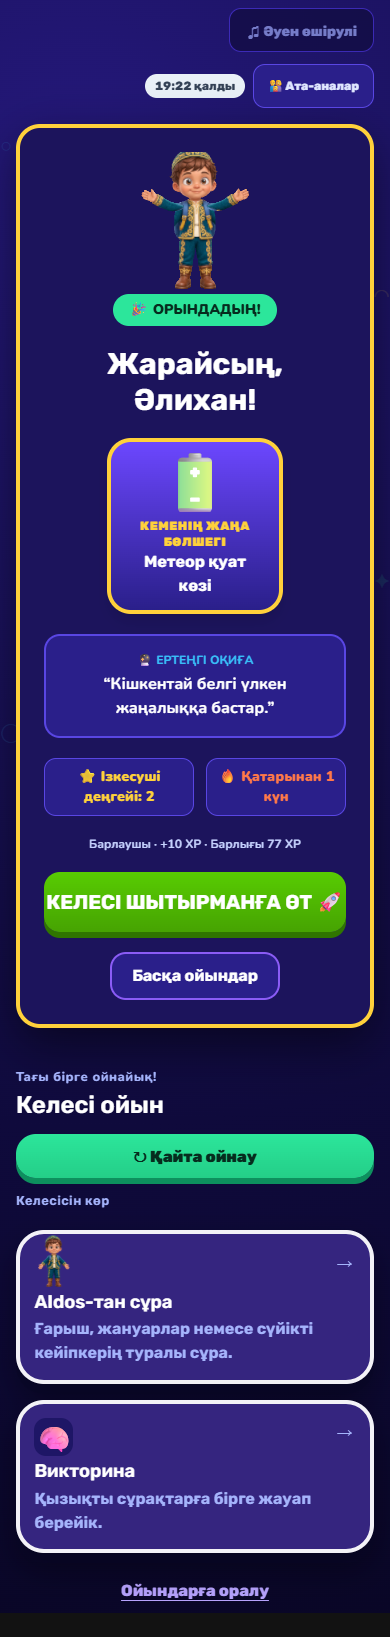 ♫ Әуен өшірулі
19:22 қалды
Ата-аналар
ОРЫНДАДЫҢ!
Жарайсың,
Әлихан!
КЕМЕНІҢ ЖАҢА
БӨЛШЕГІ
Метеор қуат
көзі
ЕРТЕҢГІ ОҚИҒА
“Кішкентай белгі үлкен
жаңалыққа бастар.”
Ізкесуші
деңгейі: 2
Қатарынан 1
күн
Барлаушы · +10 XP · Барлығы 77 XP
КЕЛЕСІ ШЫТЫРМАНҒА ӨТ
Басқа ойындар
Тағы бірге ойнайық!
Келесі ойын
↻ Қайта ойнау
Келесісін көр
→
Aldos-тан сұра
Ғарыш, жануарлар немесе сүйікті
кейіпкерің туралы сұра.
→
Викторина
Қызықты сұрақтарға бірге жауап
берейік.
Ойындарға оралу